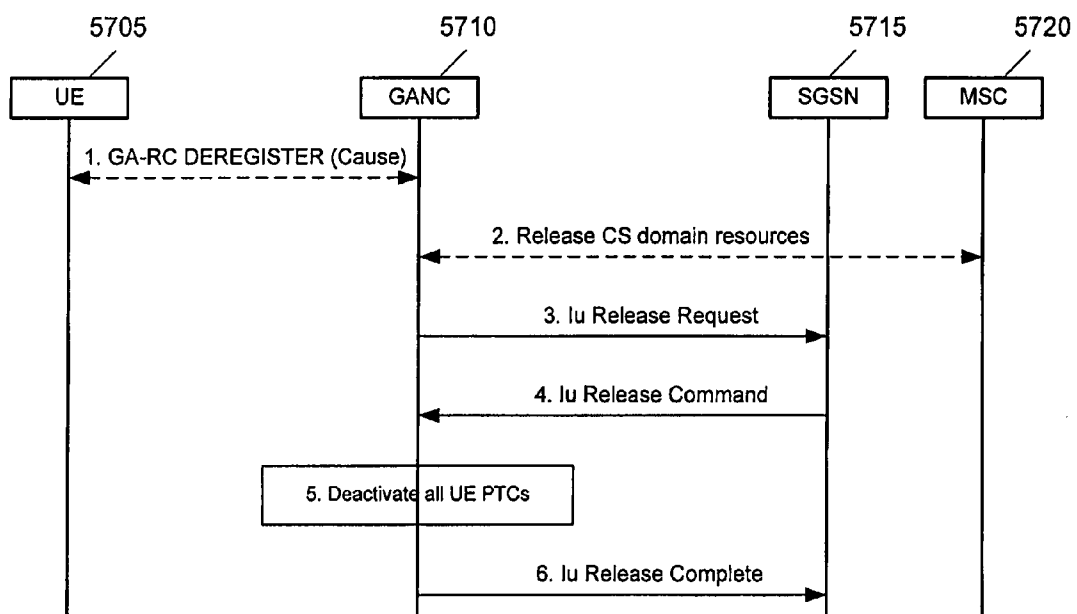 5705
5710
5715
5720
UE
GANC
SGSN
MSC
1. GA-RC DEREGISTER (Cause)
2. Release CS domain resources
3. Iu Release Request
4. Iu Release Command
5. Deactivate all UE PTCs
6. Iu Release Complete